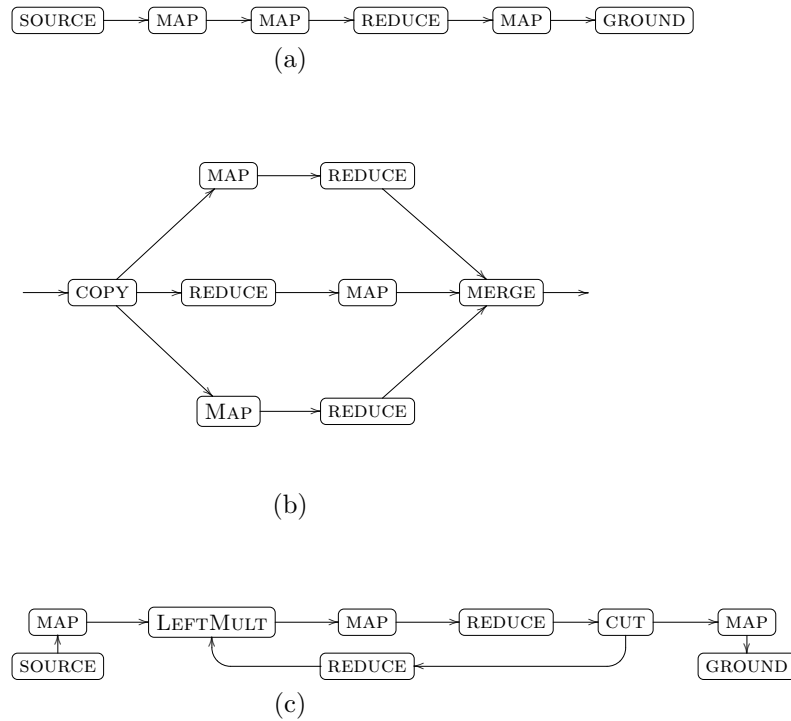 SOURCE MAP MAP REDUCE MAP GROUND
(a)
MAP REDUCE
COPY REDUCE MAP MERGE
MAP REDUCE
(b)
MAP LEFTMULT MAP REDUCE CUT MAP
SOURCE REDUCE GROUND
(c)